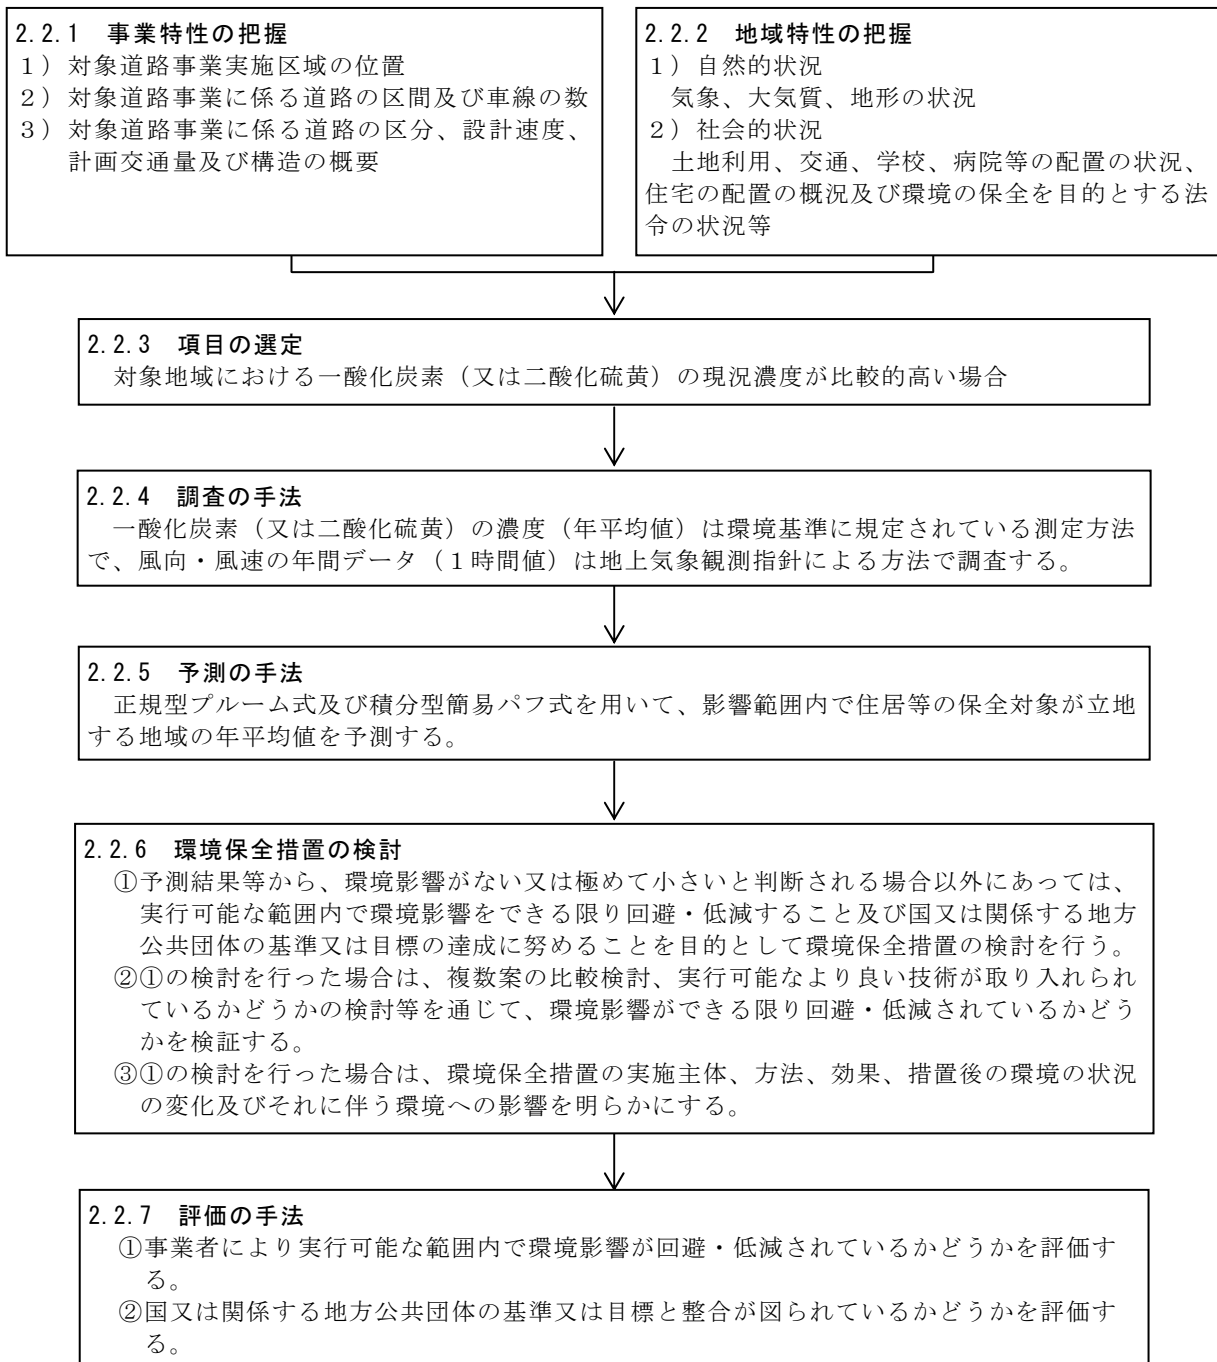 2.2.1 事業特性の把握
1）対象道路事業実施区域の位置
2）対象道路事業に係る道路の区間及び車線の数
3）対象道路事業に係る道路の区分、設計速度、
計画交通量及び構造の概要
2.2.2 地域特性の把握
1）自然的状況
気象、大気質、地形の状況
2）社会的状況
土地利用、交通、学校、病院等の配置の状況、
住宅の配置の概況及び環境の保全を目的とする法
令の状況等
2.2.3 項目の選定
対象地域における一酸化炭素（又は二酸化硫黄）の現況濃度が比較的高い場合
2.2.4 調査の手法
一酸化炭素（又は二酸化硫黄）の濃度（年平均値）は環境基準に規定されている測定方法
で、風向・風速の年間データ（１時間値）は地上気象観測指針による方法で調査する。
2.2.5 予測の手法
正規型プルーム式及び積分型簡易パフ式を用いて、影響範囲内で住居等の保全対象が立地
する地域の年平均値を予測する。
2.2.6 環境保全措置の検討
①予測結果等から、環境影響がない又は極めて小さいと判断される場合以外にあっては、
実行可能な範囲内で環境影響をできる限り回避・低減すること及び国又は関係する地方
公共団体の基準又は目標の達成に努めることを目的として環境保全措置の検討を行う。
②①の検討を行った場合は、複数案の比較検討、実行可能なより良い技術が取り入れられ
ているかどうかの検討等を通じて、環境影響ができる限り回避・低減されているかどう
かを検証する。
③①の検討を行った場合は、環境保全措置の実施主体、方法、効果、措置後の環境の状況
の変化及びそれに伴う環境への影響を明らかにする。
2.2.7 評価の手法
①事業者により実行可能な範囲内で環境影響が回避・低減されているかどうかを評価す
る。
②国又は関係する地方公共団体の基準又は目標と整合が図られているかどうかを評価す
る。